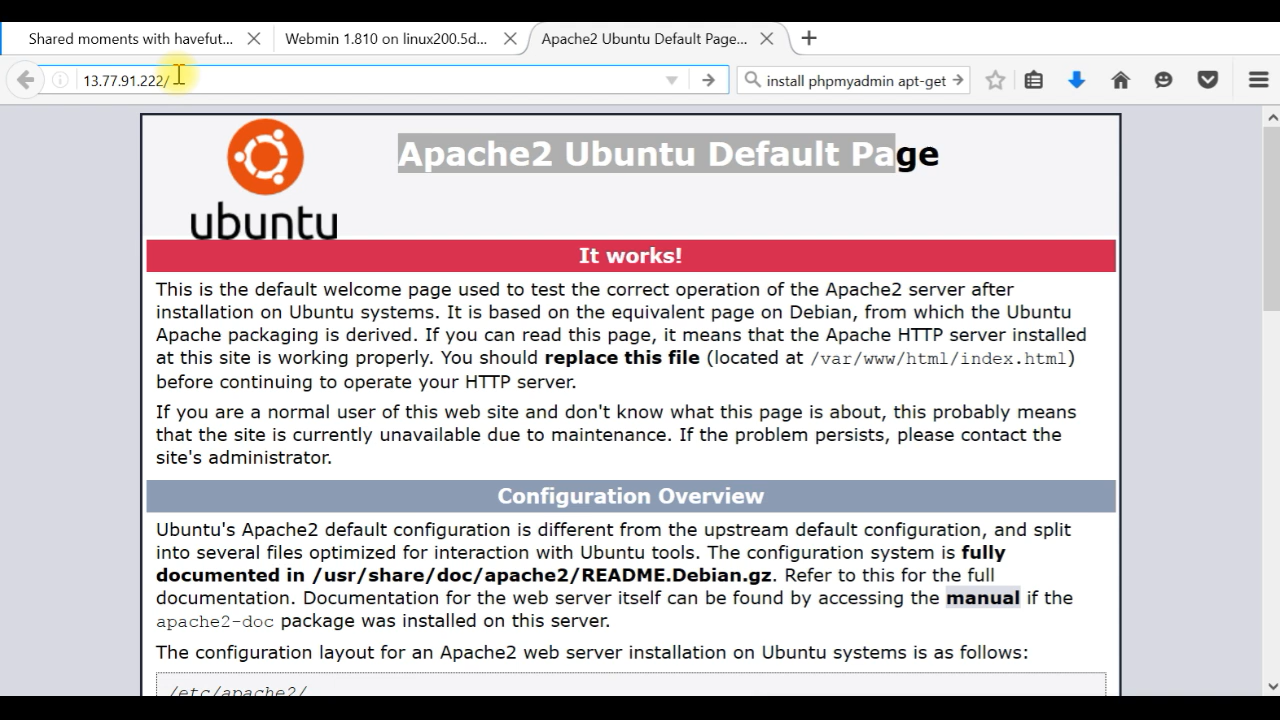 Shared moments with havefut...
Webmin 1.810 on linux200.5d...
Apache2 Ubuntu Default Page...
13.77.91.222/
install phpmyadmin apt-get
ubuntu
Apache2 Ubuntu Default Page
It works!
This is the default welcome page used to test the correct operation of the Apache2 server after
installation on Ubuntu systems. It is based on the equivalent page on Debian, from which the Ubuntu
Apache packaging is derived. If you can read this page, it means that the Apache HTTP server installed
at this site is working properly. You should replace this file (located at /var/www/html/index.html)
before continuing to operate your HTTP server.
If you are a normal user of this web site and don't know what this page is about, this probably means
that the site is currently unavailable due to maintenance. If the problem persists, please contact the
site's administrator.
Configuration Overview
Ubuntu's Apache2 default configuration is different from the upstream default configuration, and split
into several files optimized for interaction with Ubuntu tools. The configuration system is fully
documented in /usr/share/doc/apache2/README.Debian.gz. Refer to this for the full
documentation. Documentation for the web server itself can be found by accessing the manual if the
apache2-doc package was installed on this server.
The configuration layout for an Apache2 web server installation on Ubuntu systems is as follows:
/etc/apache2/